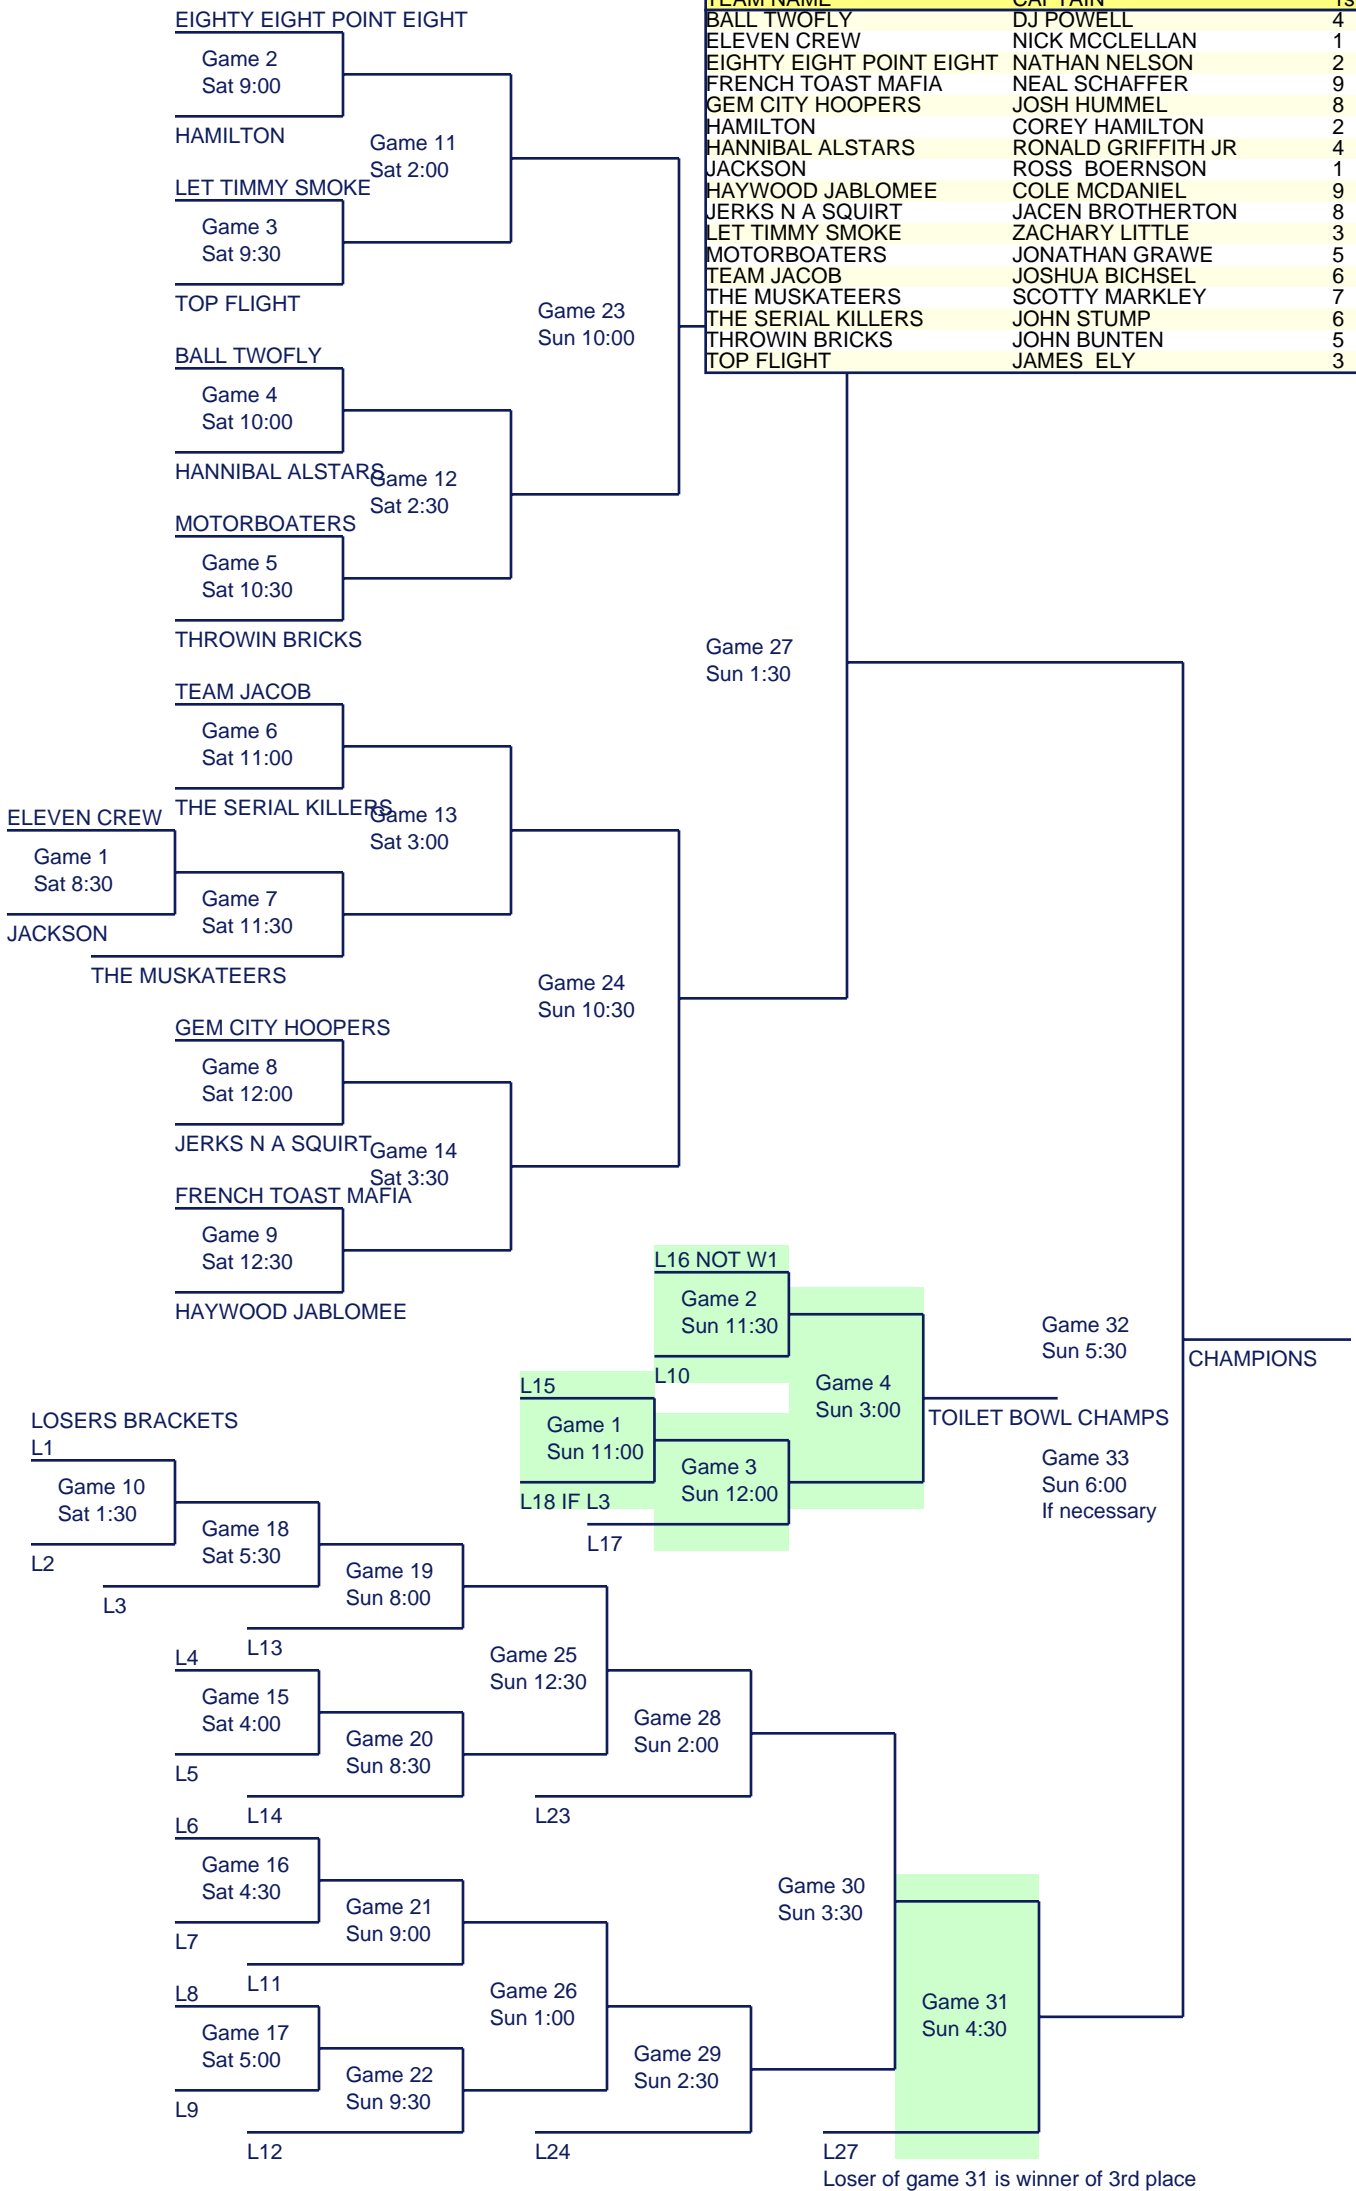 TEAM NAME CAPTAIN 1s
BALL TWOFLY DJ POWELL 4
ELEVEN CREW NICK MCCLELLAN 1
EIGHTY EIGHT POINT EIGHT NATHAN NELSON 2
FRENCH TOAST MAFIA NEAL SCHAFFER 9
GEM CITY HOOPERS JOSH HUMMEL 8
HAMILTON COREY HAMILTON 2
HANNIBAL ALSTARS RONALD GRIFFITH JR 4
JACKSON ROSS BOERNSON 1
HAYWOOD JABLOMEE COLE MCDANIEL 9
JERKS N A SQUIRT JACEN BROTHERTON 8
LET TIMMY SMOKE ZACHARY LITTLE 3
MOTORBOATERS JONATHAN GRAWE 5
TEAM JACOB JOSHUA BICHSEL 6
THE MUSKATEERS SCOTTY MARKLEY 7
THE SERIAL KILLERS JOHN STUMP 6
THROWIN BRICKS JOHN BUNTEN 5
TOP FLIGHT JAMES ELY 3
EIGHTY EIGHT POINT EIGHT
Game 2
Sat 9:00
HAMILTON
Game 11
Sat 2:00
LET TIMMY SMOKE
Game 3
Sat 9:30
TOP FLIGHT
Game 23
Sun 10:00
BALL TWOFLY
Game 4
Sat 10:00
HANNIBAL ALSTARS
Game 12
Sat 2:30
MOTORBOATERS
Game 5
Sat 10:30
THROWIN BRICKS
Game 27
Sun 1:30
TEAM JACOB
Game 6
Sat 11:00
THE SERIAL KILLERS
Game 13
Sat 3:00
ELEVEN CREW
Game 1
Sat 8:30
JACKSON
Game 7
Sat 11:30
THE MUSKATEERS
Game 24
Sun 10:30
GEM CITY HOOPERS
Game 8
Sat 12:00
JERKS N A SQUIRT
Game 14
Sat 3:30
FRENCH TOAST MAFIA
Game 9
Sat 12:30
HAYWOOD JABLOMEE
L16 NOT W1
Game 2
Sun 11:30
L10
L15
Game 1
Sun 11:00
L18 IF L3
Game 3
Sun 12:00
L17
Game 4
Sun 3:00
TOILET BOWL CHAMPS
Game 32
Sun 5:30
CHAMPIONS
Game 33
Sun 6:00
If necessary
LOSERS BRACKETS
L1
Game 10
Sat 1:30
L2
Game 18
Sat 5:30
L3
Game 19
Sun 8:00
L13
L4
Game 15
Sat 4:00
L5
Game 20
Sun 8:30
L14
Game 25
Sun 12:30
Game 28
Sun 2:00
L23
L6
Game 16
Sat 4:30
L7
Game 21
Sun 9:00
L11
L8
Game 17
Sat 5:00
L9
Game 22
Sun 9:30
L12
Game 26
Sun 1:00
Game 29
Sun 2:30
L24
Game 30
Sun 3:30
Game 31
Sun 4:30
L27
Loser of game 31 is winner of 3rd place